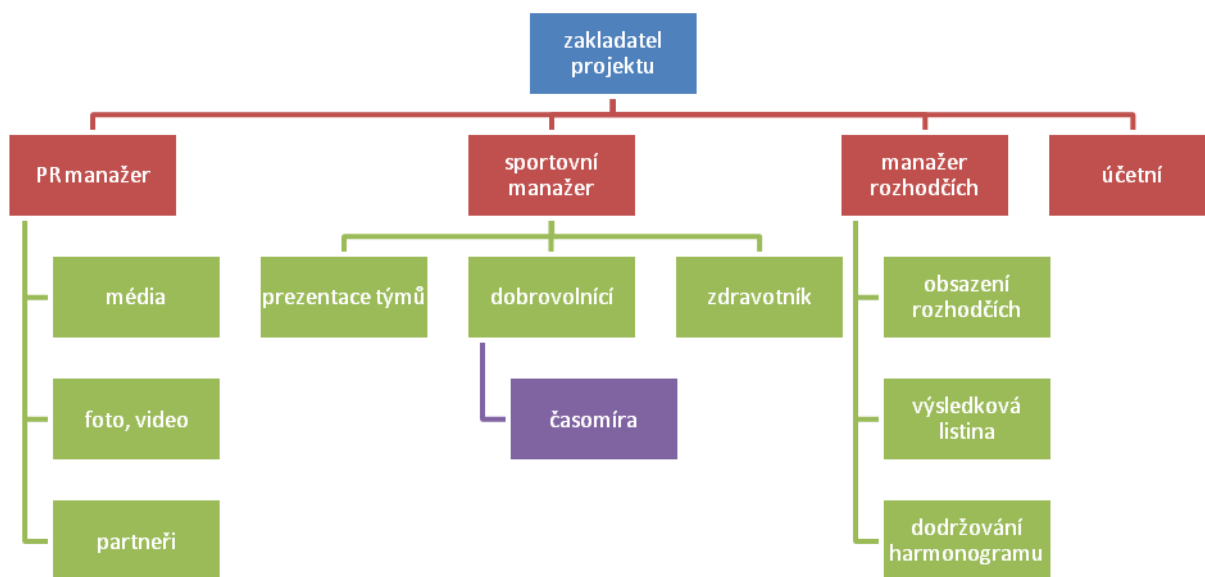 zakladatel
projektu
PR manažer
sportovní
manažer
manažer
rozhodčích
účetní
média
prezentace týmů
dobrovolníci
zdravotník
obsazení
rozhodčích
foto, video
časomíra
výsledková
listina
partneři
dodržování
harmonogramu